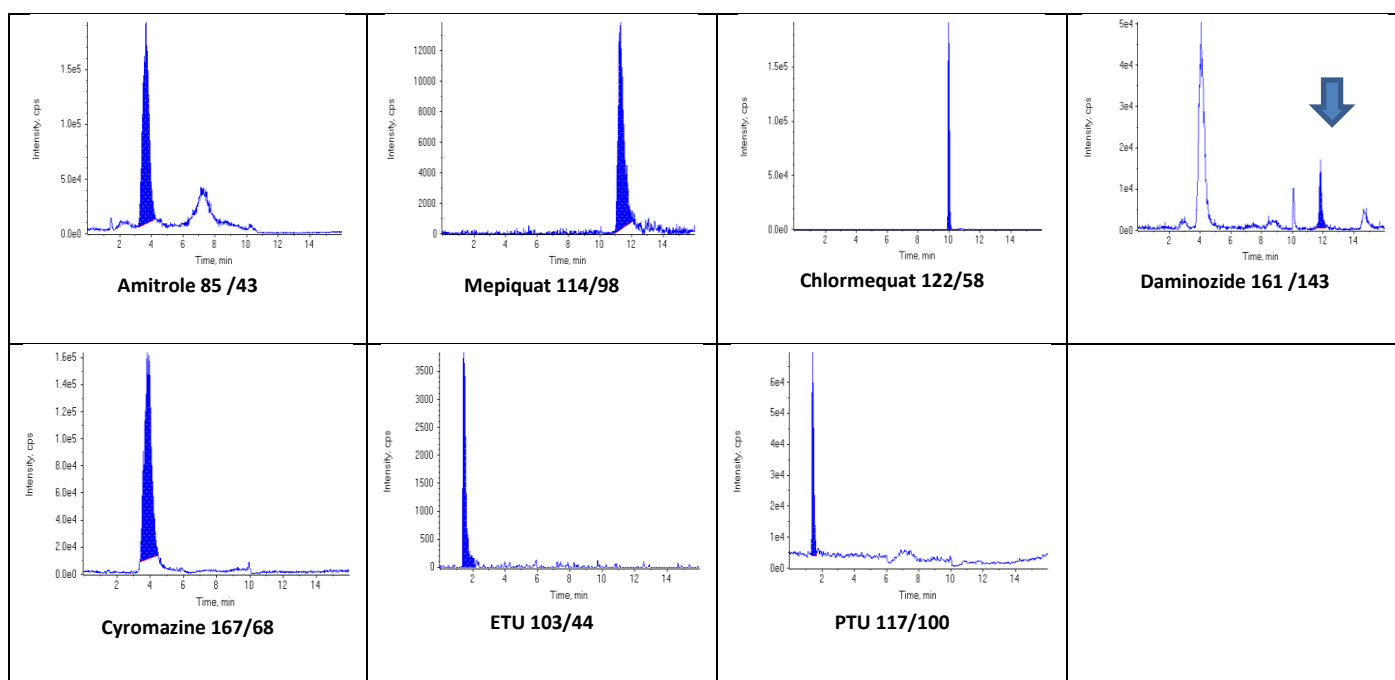 Intensity, cps
1.5e5
1.0e5
5.0e4
0.0e0
2 4 6 8 10 12 14
Time, min
Amitrole 85 /43
Intensity, cps
12000
10000
8000
6000
4000
2000
0
2 4 6 8 10 12 14
Time, min
Mepiquat 114/98
Intensity, cps
1.5e5
1.0e5
5.0e4
0.0e0
2 4 6 8 10 12 14
Time, min
Chlormequat 122/58
Intensity, cps
5e4
4e4
3e4
2e4
1e4
0e0
2 4 6 8 10 12 14
Time, min
Daminozide 161 /143
Intensity, cps
1.6e5
1.4e5
1.2e5
1.0e5
8.0e4
6.0e4
4.0e4
2.0e4
0.0e0
2 4 6 8 10 12 14
Time, min
Cyromazine 167/68
Intensity, cps
3500
3000
2500
2000
1500
1000
500
0
2 4 6 8 10 12 14
Time, min
ETU 103/44
Intensity, cps
6e4
5e4
4e4
3e4
2e4
1e4
0e0
2 4 6 8 10 12 14
Time, min
PTU 117/100